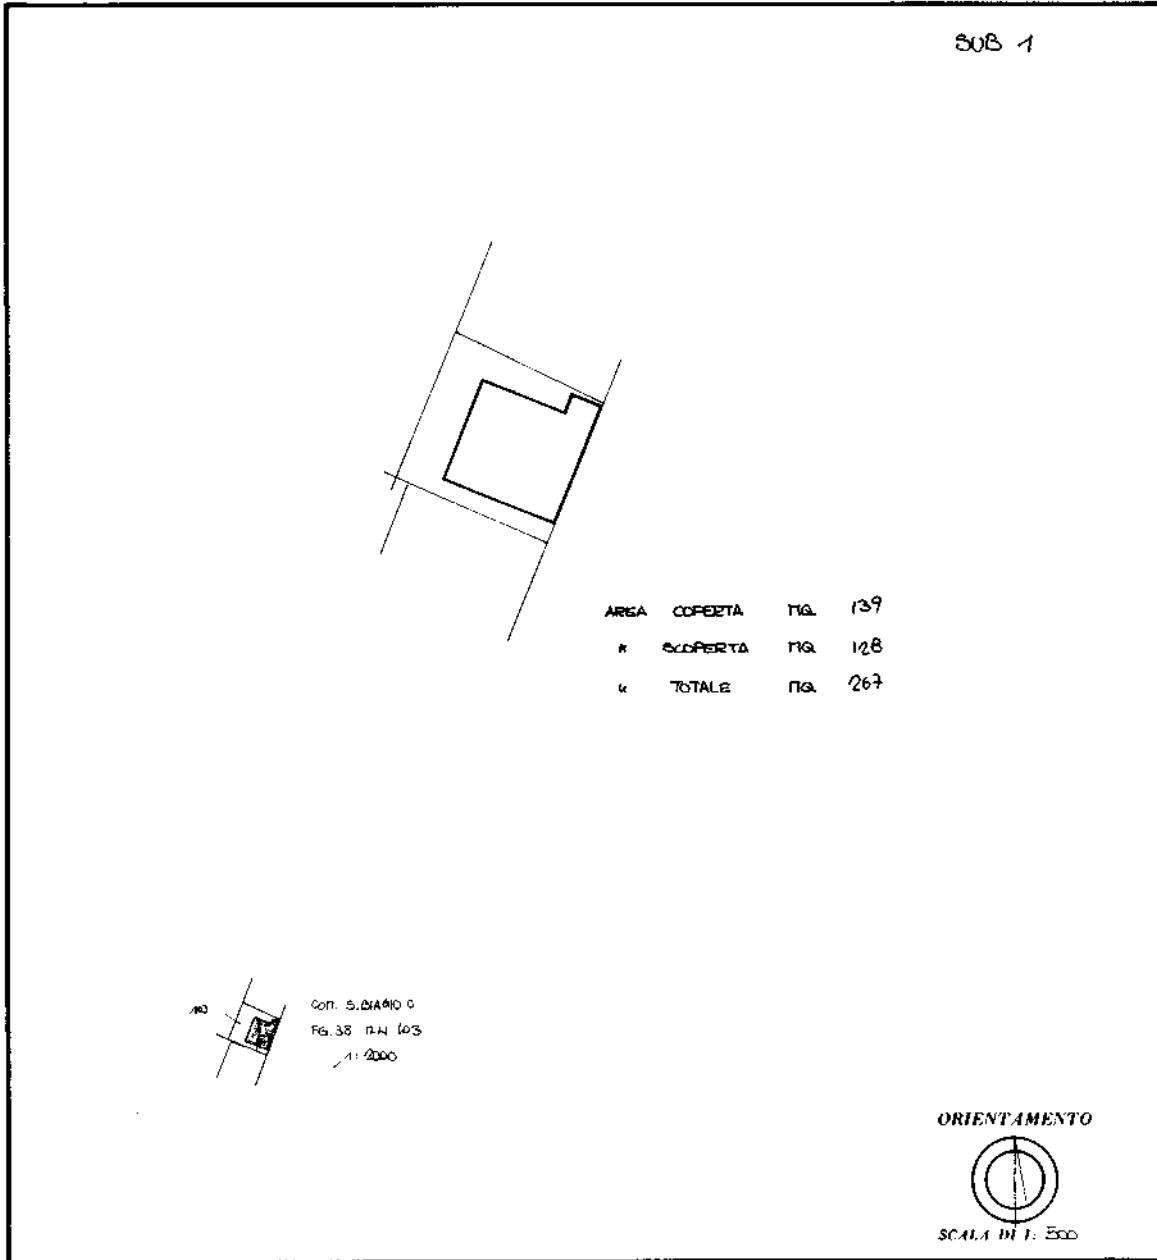 SUB 1
AREA COPERTA MQ. 139
" SCOPERTA MQ 128
" TOTALE MQ. 267
103
COM. S.BIAGIO C
FG. 38 MN 103
1:2000
ORIENTAMENTO
SCALA DI 1: 500